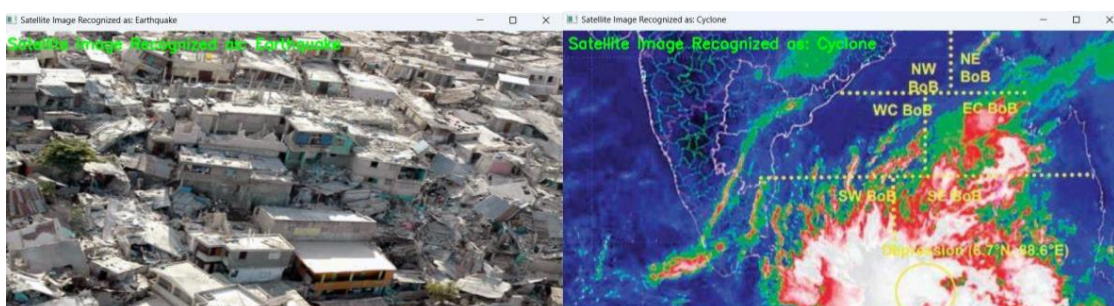 Satellite Image Recognized as: Earthquake
Satellite Image Recognized as: Earthquake
Satellite Image Recognized as: Cyclone
Satellite Image Recognized as: Cyclone
NW
BoB
NE
BoB
WC BoB
EC BoB
SW BoB
SE BoB
Depression (6.7°N, 88.6°E)